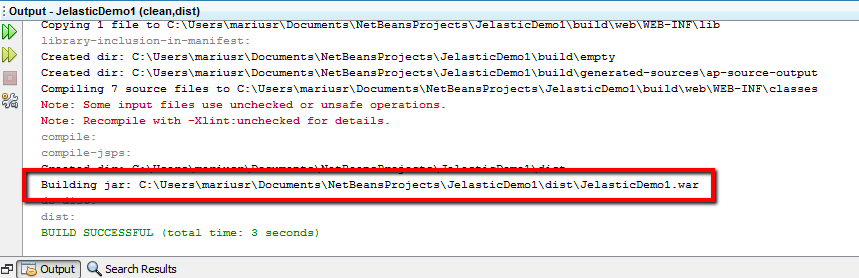 Output - JelasticDemo1 (clean,dist)
Copying 1 file to C:\Users\mariusr\Documents\NetBeansProjects\JelasticDemo1\build\web\WEB-INF\lib
library-inclusion-in-manifest:
Created dir: C:\Users\mariusr\Documents\NetBeansProjects\JelasticDemo1\build\empty
Created dir: C:\Users\mariusr\Documents\NetBeansProjects\JelasticDemo1\build\generated-sources\ap-source-output
Compiling 7 source files to C:\Users\mariusr\Documents\NetBeansProjects\JelasticDemo1\build\web\WEB-INF\classes
Note: Some input files use unchecked or unsafe operations.
Note: Recompile with -Xlint:unchecked for details.
compile:
compile-jsps:
Created dir: C:\Users\mariusr\Documents\NetBeansProjects\JelasticDemo1\dist
Building jar: C:\Users\mariusr\Documents\NetBeansProjects\JelasticDemo1\dist\JelasticDemo1.war
dist:
BUILD SUCCESSFUL (total time: 3 seconds)
Output
Search Results